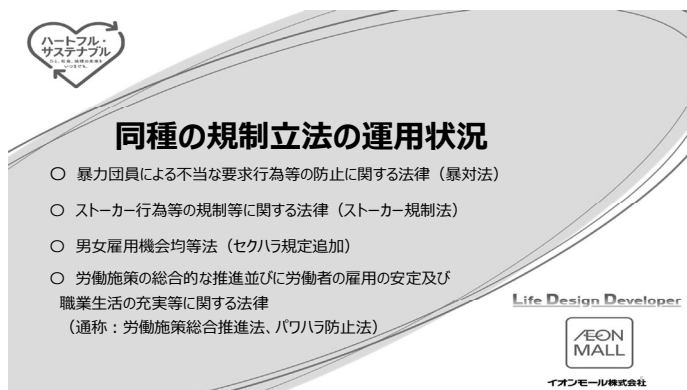 ハートフル・
サステナブル
同種の規制立法の運用状況
○ 暴力団員による不当な要求行為等の防止に関する法律（暴対法）
○ ストーカー行為等の規制等に関する法律（ストーカー規制法）
○ 男女雇用機会均等法（セクハラ規定追加）
○ 労働施策の総合的な推進並びに労働者の雇用の安定及び
職業生活の充実等に関する法律
（通称：労働施策総合推進法、パワハラ防止法）
Life Design Developer
ÆON
MALL
イオンモール株式会社